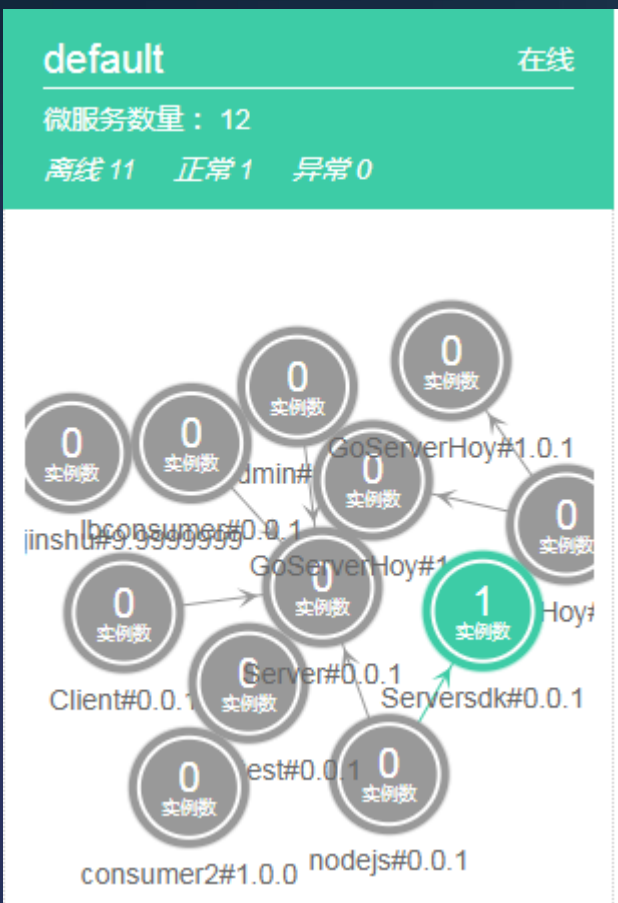 default
在线
微服务数量： 12
离线 11 正常 1 异常 0
0
实例数
GoServerHoy#1.0.1
0
实例数
dmin#
0
实例数
lbconsumer#0.0.1
0
实例数
jinshu#9.9999999
0
实例数
GoServerHoy#1
0
实例数
Hoy#
0
实例数
Server#0.0.1
1
实例数
Serversdk#0.0.1
0
实例数
Client#0.0.1
0
实例数
est#0.0.1
0
实例数
nodejs#0.0.1
0
实例数
consumer2#1.0.0